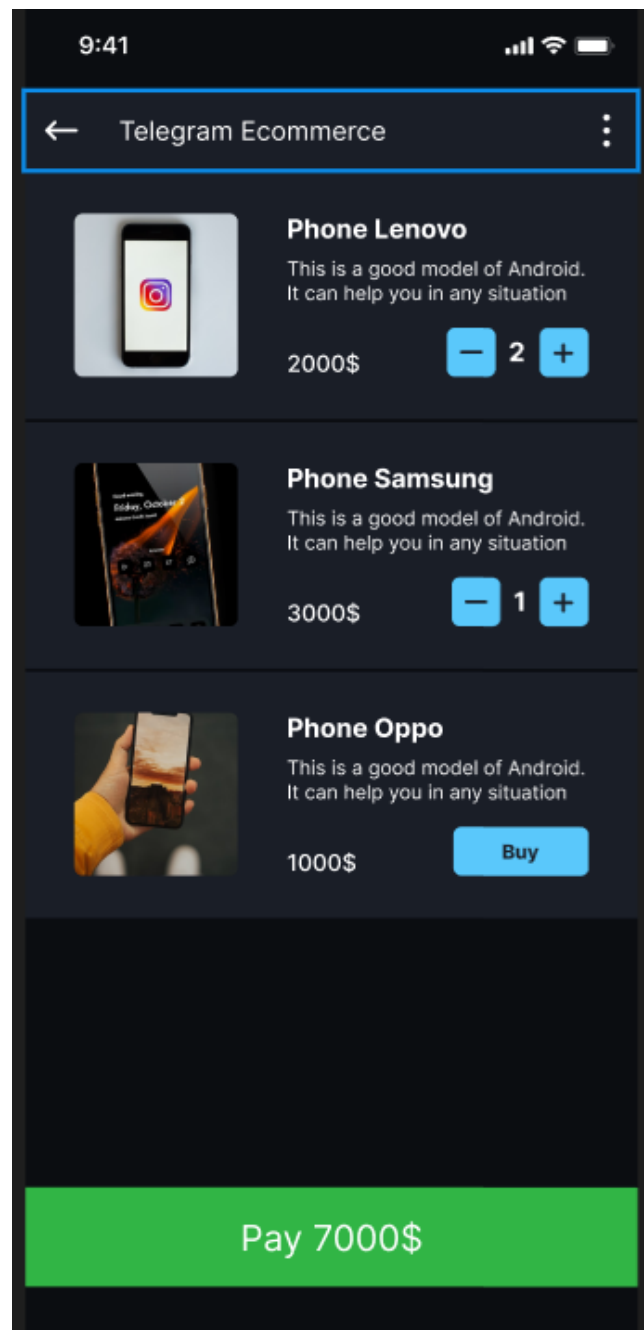 9:41
Telegram Ecommerce
Phone Lenovo
This is a good model of Android.
It can help you in any situation
2000$
2
Phone Samsung
This is a good model of Android.
It can help you in any situation
3000$
1
Friday, October
Phone Oppo
This is a good model of Android.
It can help you in any situation
1000$
Buy
Pay 7000$